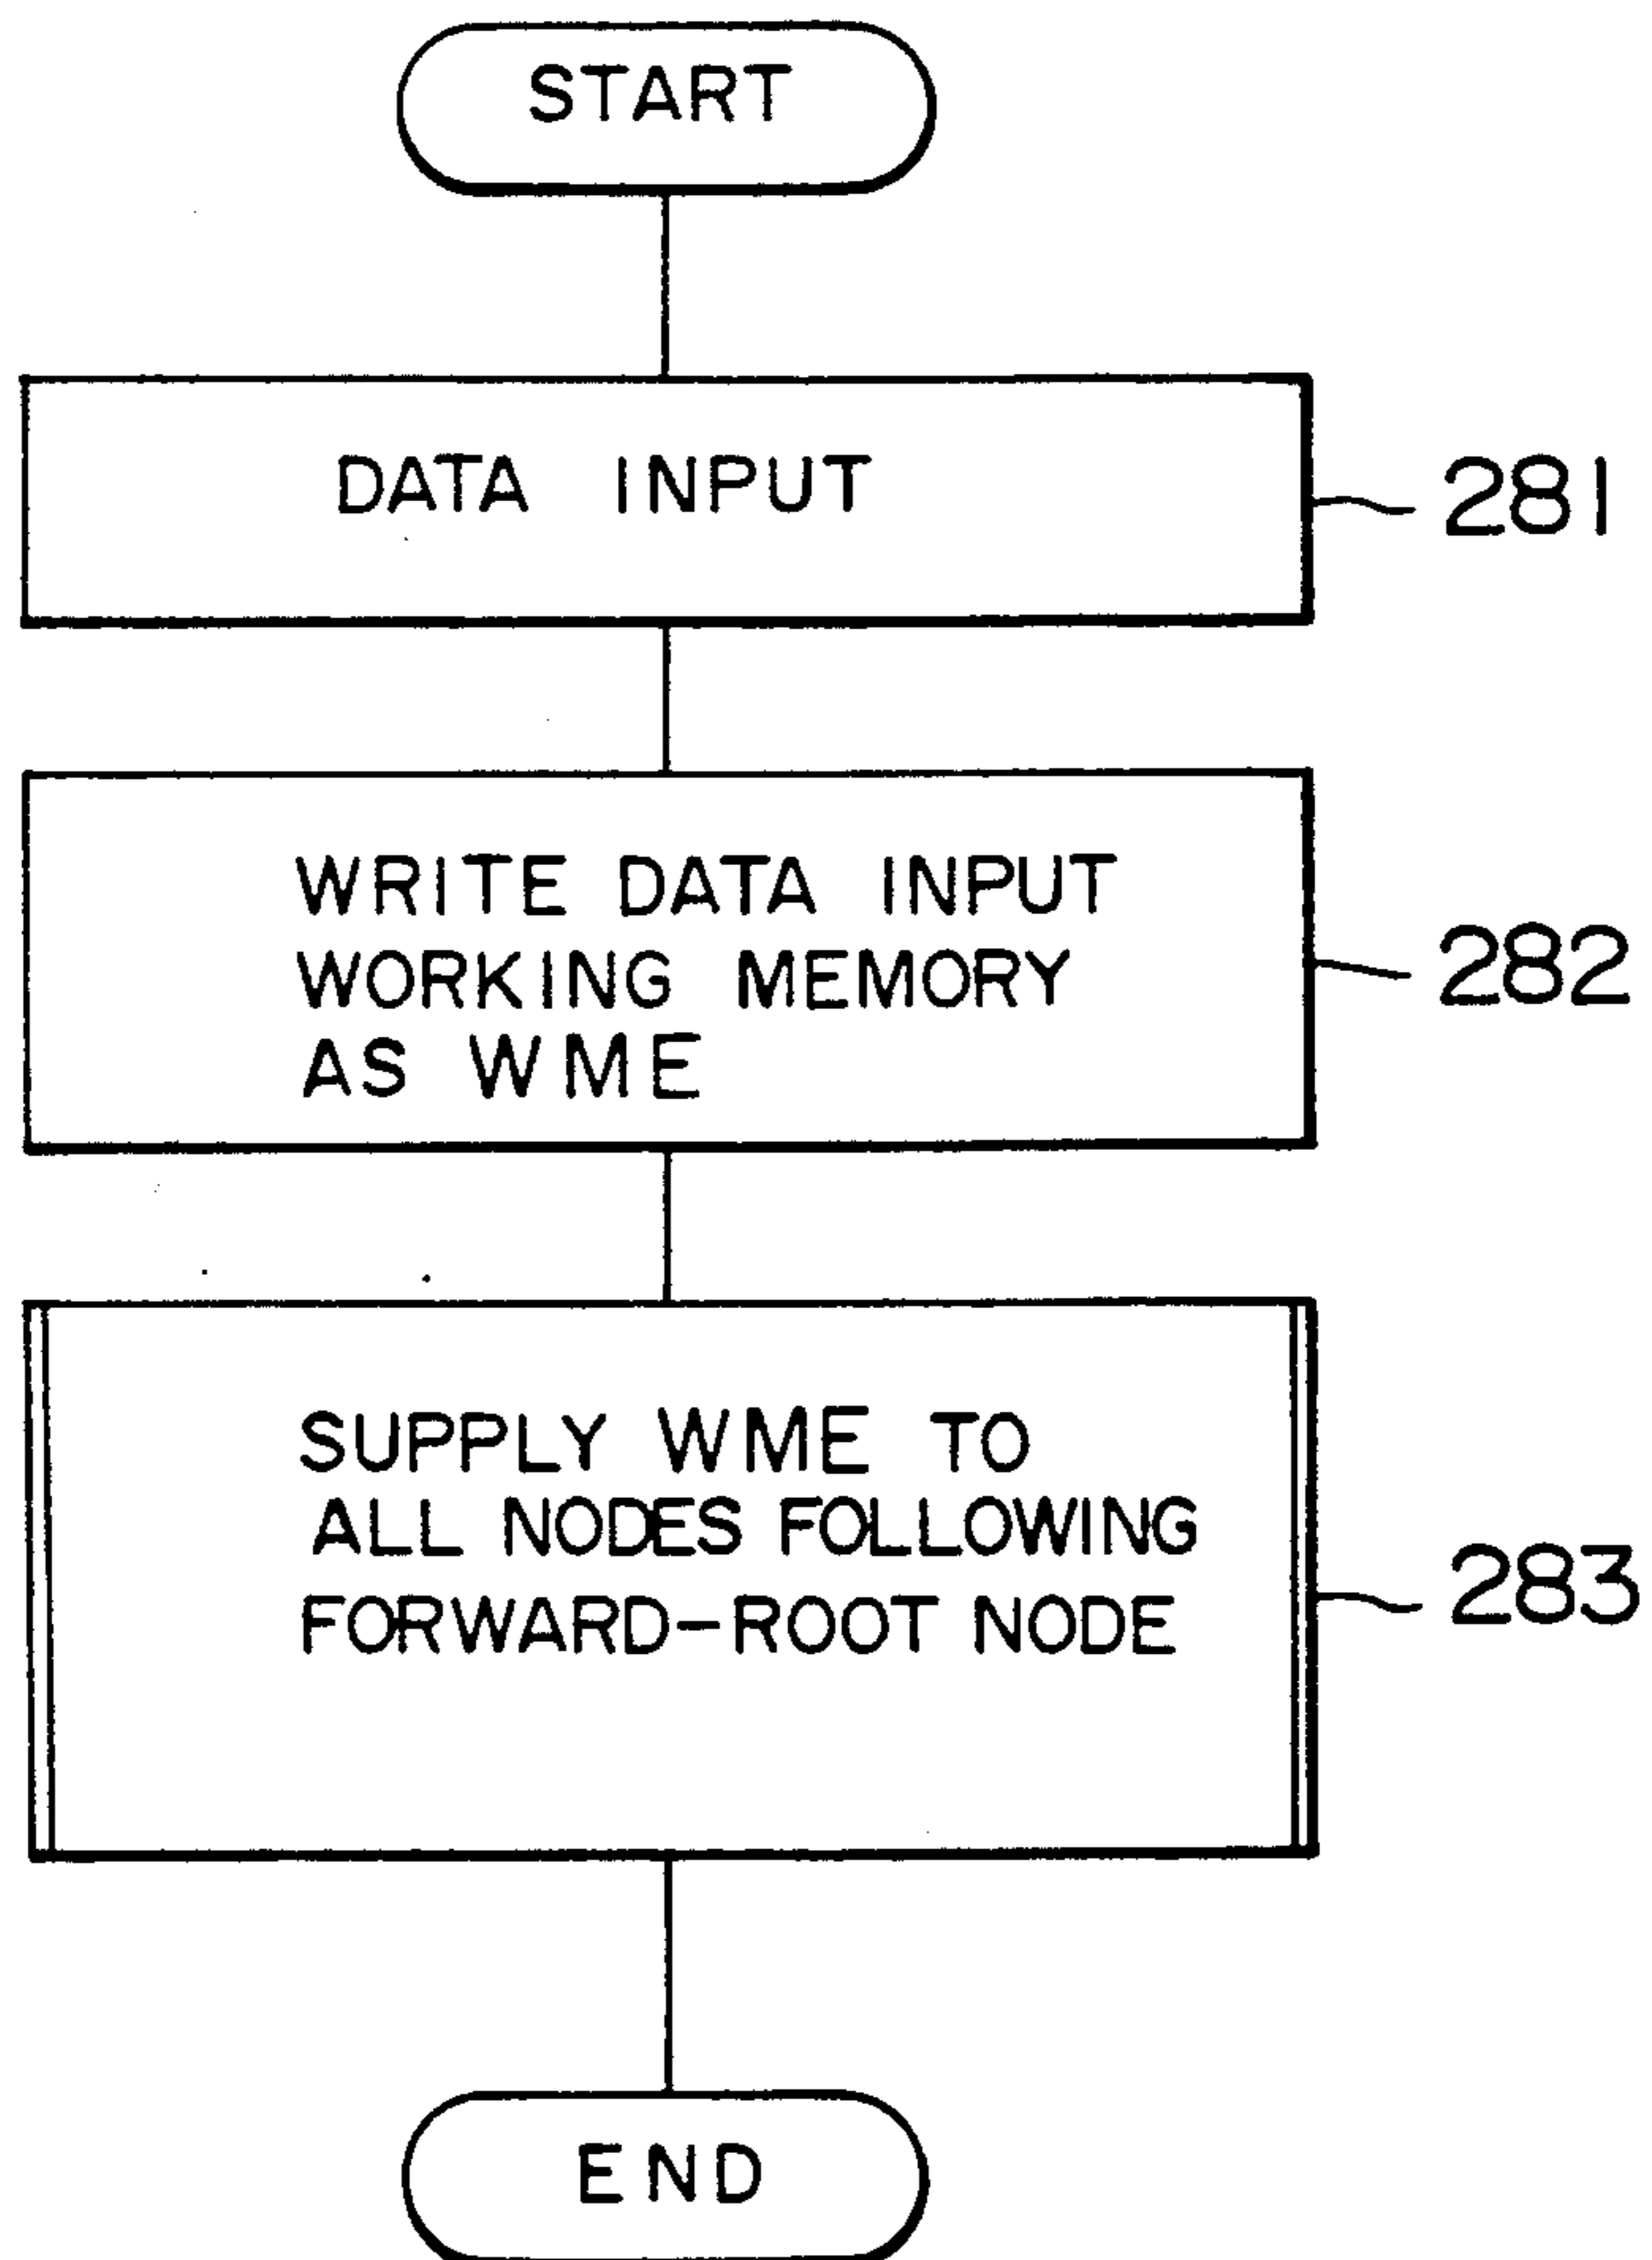 START
DATA INPUT
281
WRITE DATA INPUT
WORKING MEMORY
AS WME
282
SUPPLY WME TO
ALL NODES FOLLOWING
FORWARD-ROOT NODE
283
END